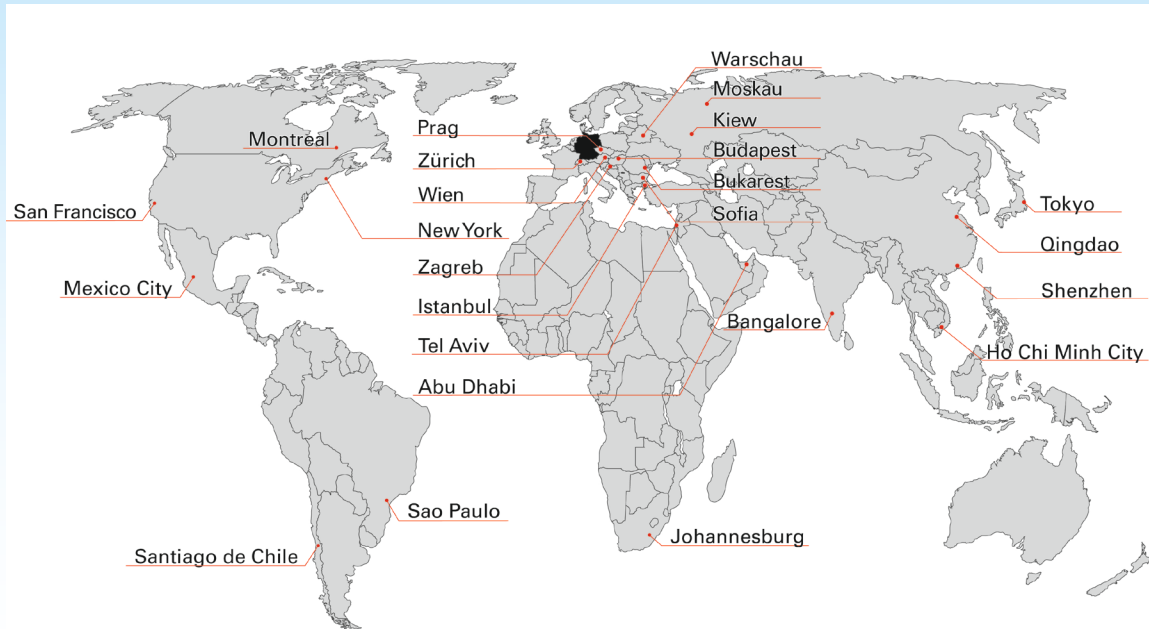 Montreal
San Francisco
New York
Mexico City
Sao Paulo
Santiago de Chile
Prag
Zürich
Wien
Zagreb
Istanbul
Tel Aviv
Abu Dhabi
Warschau
Moskau
Kiew
Budapest
Bukarest
Sofia
Bangalore
Johannesburg
Tokyo
Qingdao
Shenzhen
Ho Chi Minh City